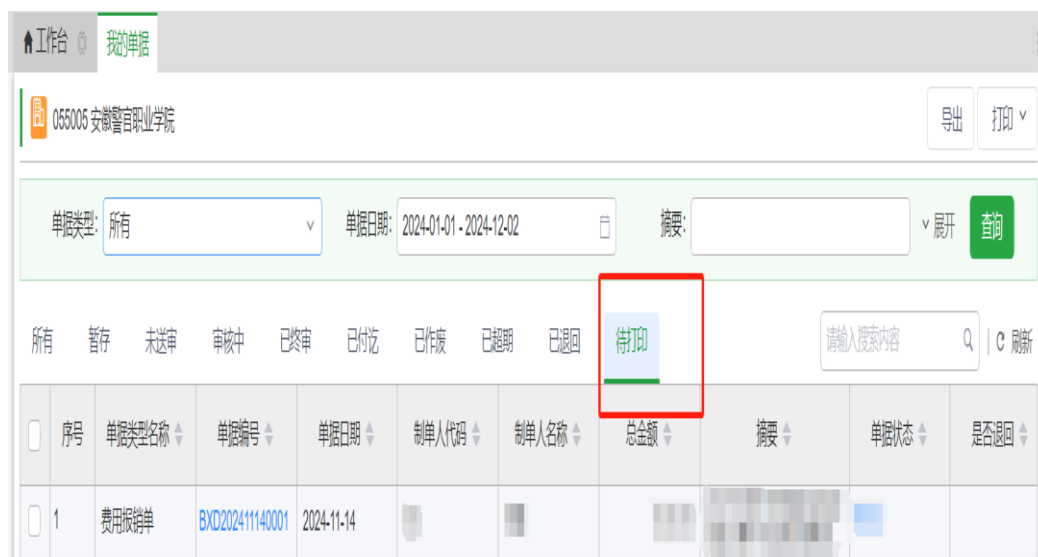 工作台 我的单据
055005 安徽警官职业学院 导出 打印
单据类型: 所有 单据日期: 2024-01-01 - 2024-12-02 摘要: 展开 查询
所有 暂存 未送审 审核中 已终审 已付讫 已作废 已超期 已退回 待打印 请输入搜索内容 刷新
序号 单据类型名称 单据编号 单据日期 制单人代码 制单人名称 总金额 摘要 单据状态 是否退回
1 费用报销单 BXD202411140001 2024-11-14